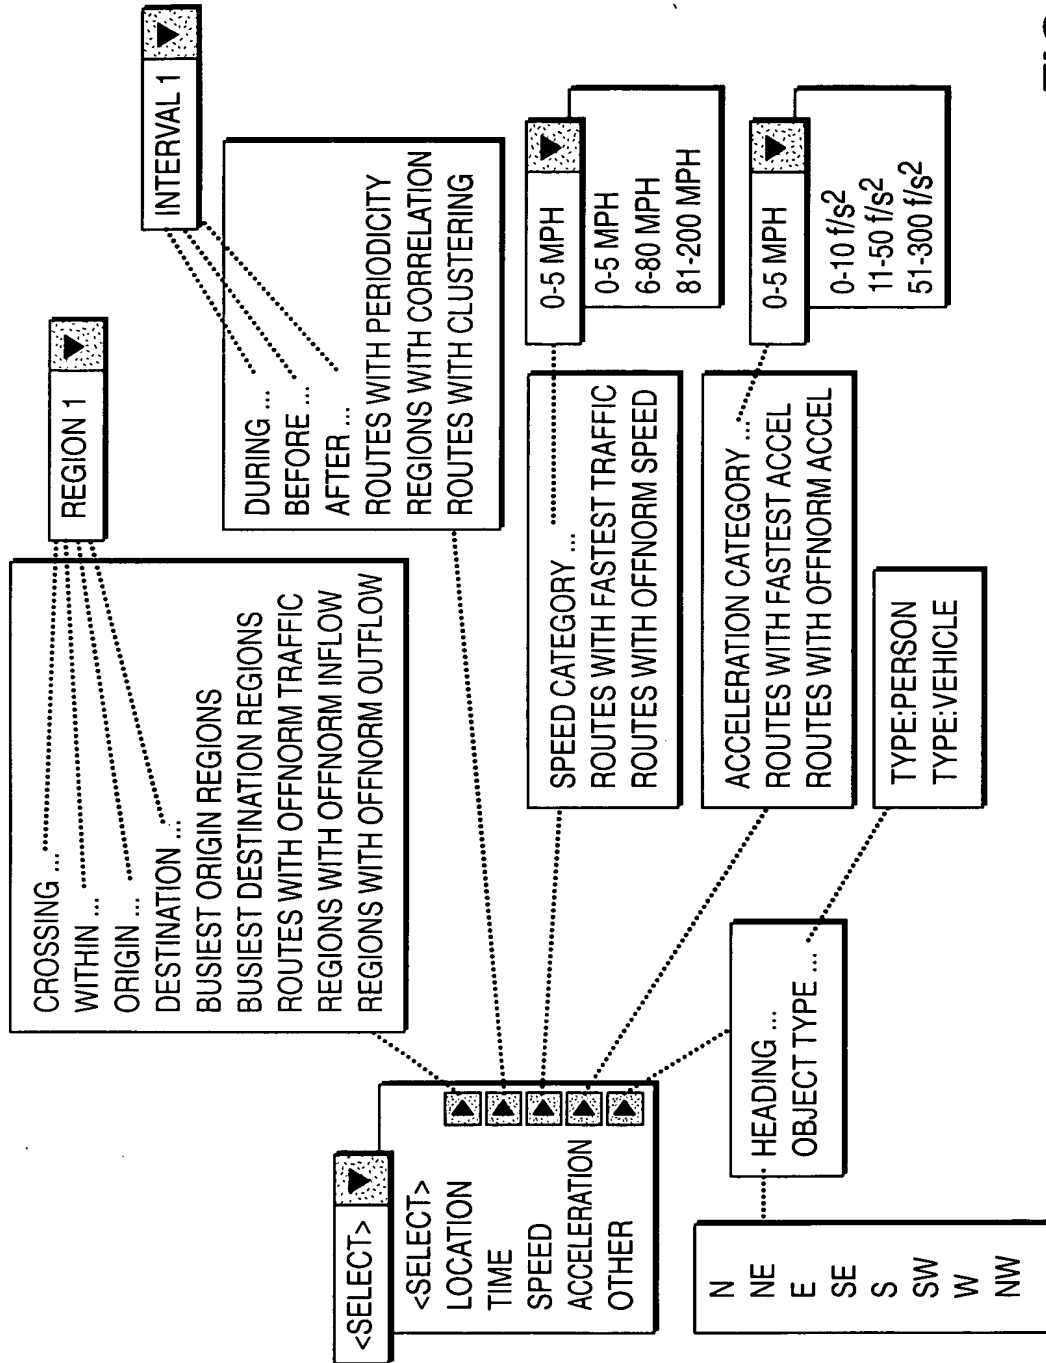 <SELECT>
<SELECT>
LOCATION
TIME
SPEED
ACCELERATION
OTHER
CROSSING ...
WITHIN ...
ORIGIN ...
DESTINATION ...
BUSIEST ORIGIN REGIONS
BUSIEST DESTINATION REGIONS
ROUTES WITH OFFNORM TRAFFIC
REGIONS WITH OFFNORM INFLOW
REGIONS WITH OFFNORM OUTFLOW
REGION 1
DURING ...
BEFORE ...
AFTER ...
ROUTES WITH PERIODICITY
REGIONS WITH CORRELATION
ROUTES WITH CLUSTERING
INTERVAL 1
SPEED CATEGORY ...
ROUTES WITH FASTEST TRAFFIC
ROUTES WITH OFFNORM SPEED
0-5 MPH
0-5 MPH
6-80 MPH
81-200 MPH
ACCELERATION CATEGORY ...
ROUTES WITH FASTEST ACCEL
ROUTES WITH OFFNORM ACCEL
0-5 MPH
0-10 f/s²
11-50 f/s²
51-300 f/s²
HEADING ...
OBJECT TYPE ...
TYPE:PERSON
TYPE:VEHICLE
N
NE
E
SE
S
SW
W
NW